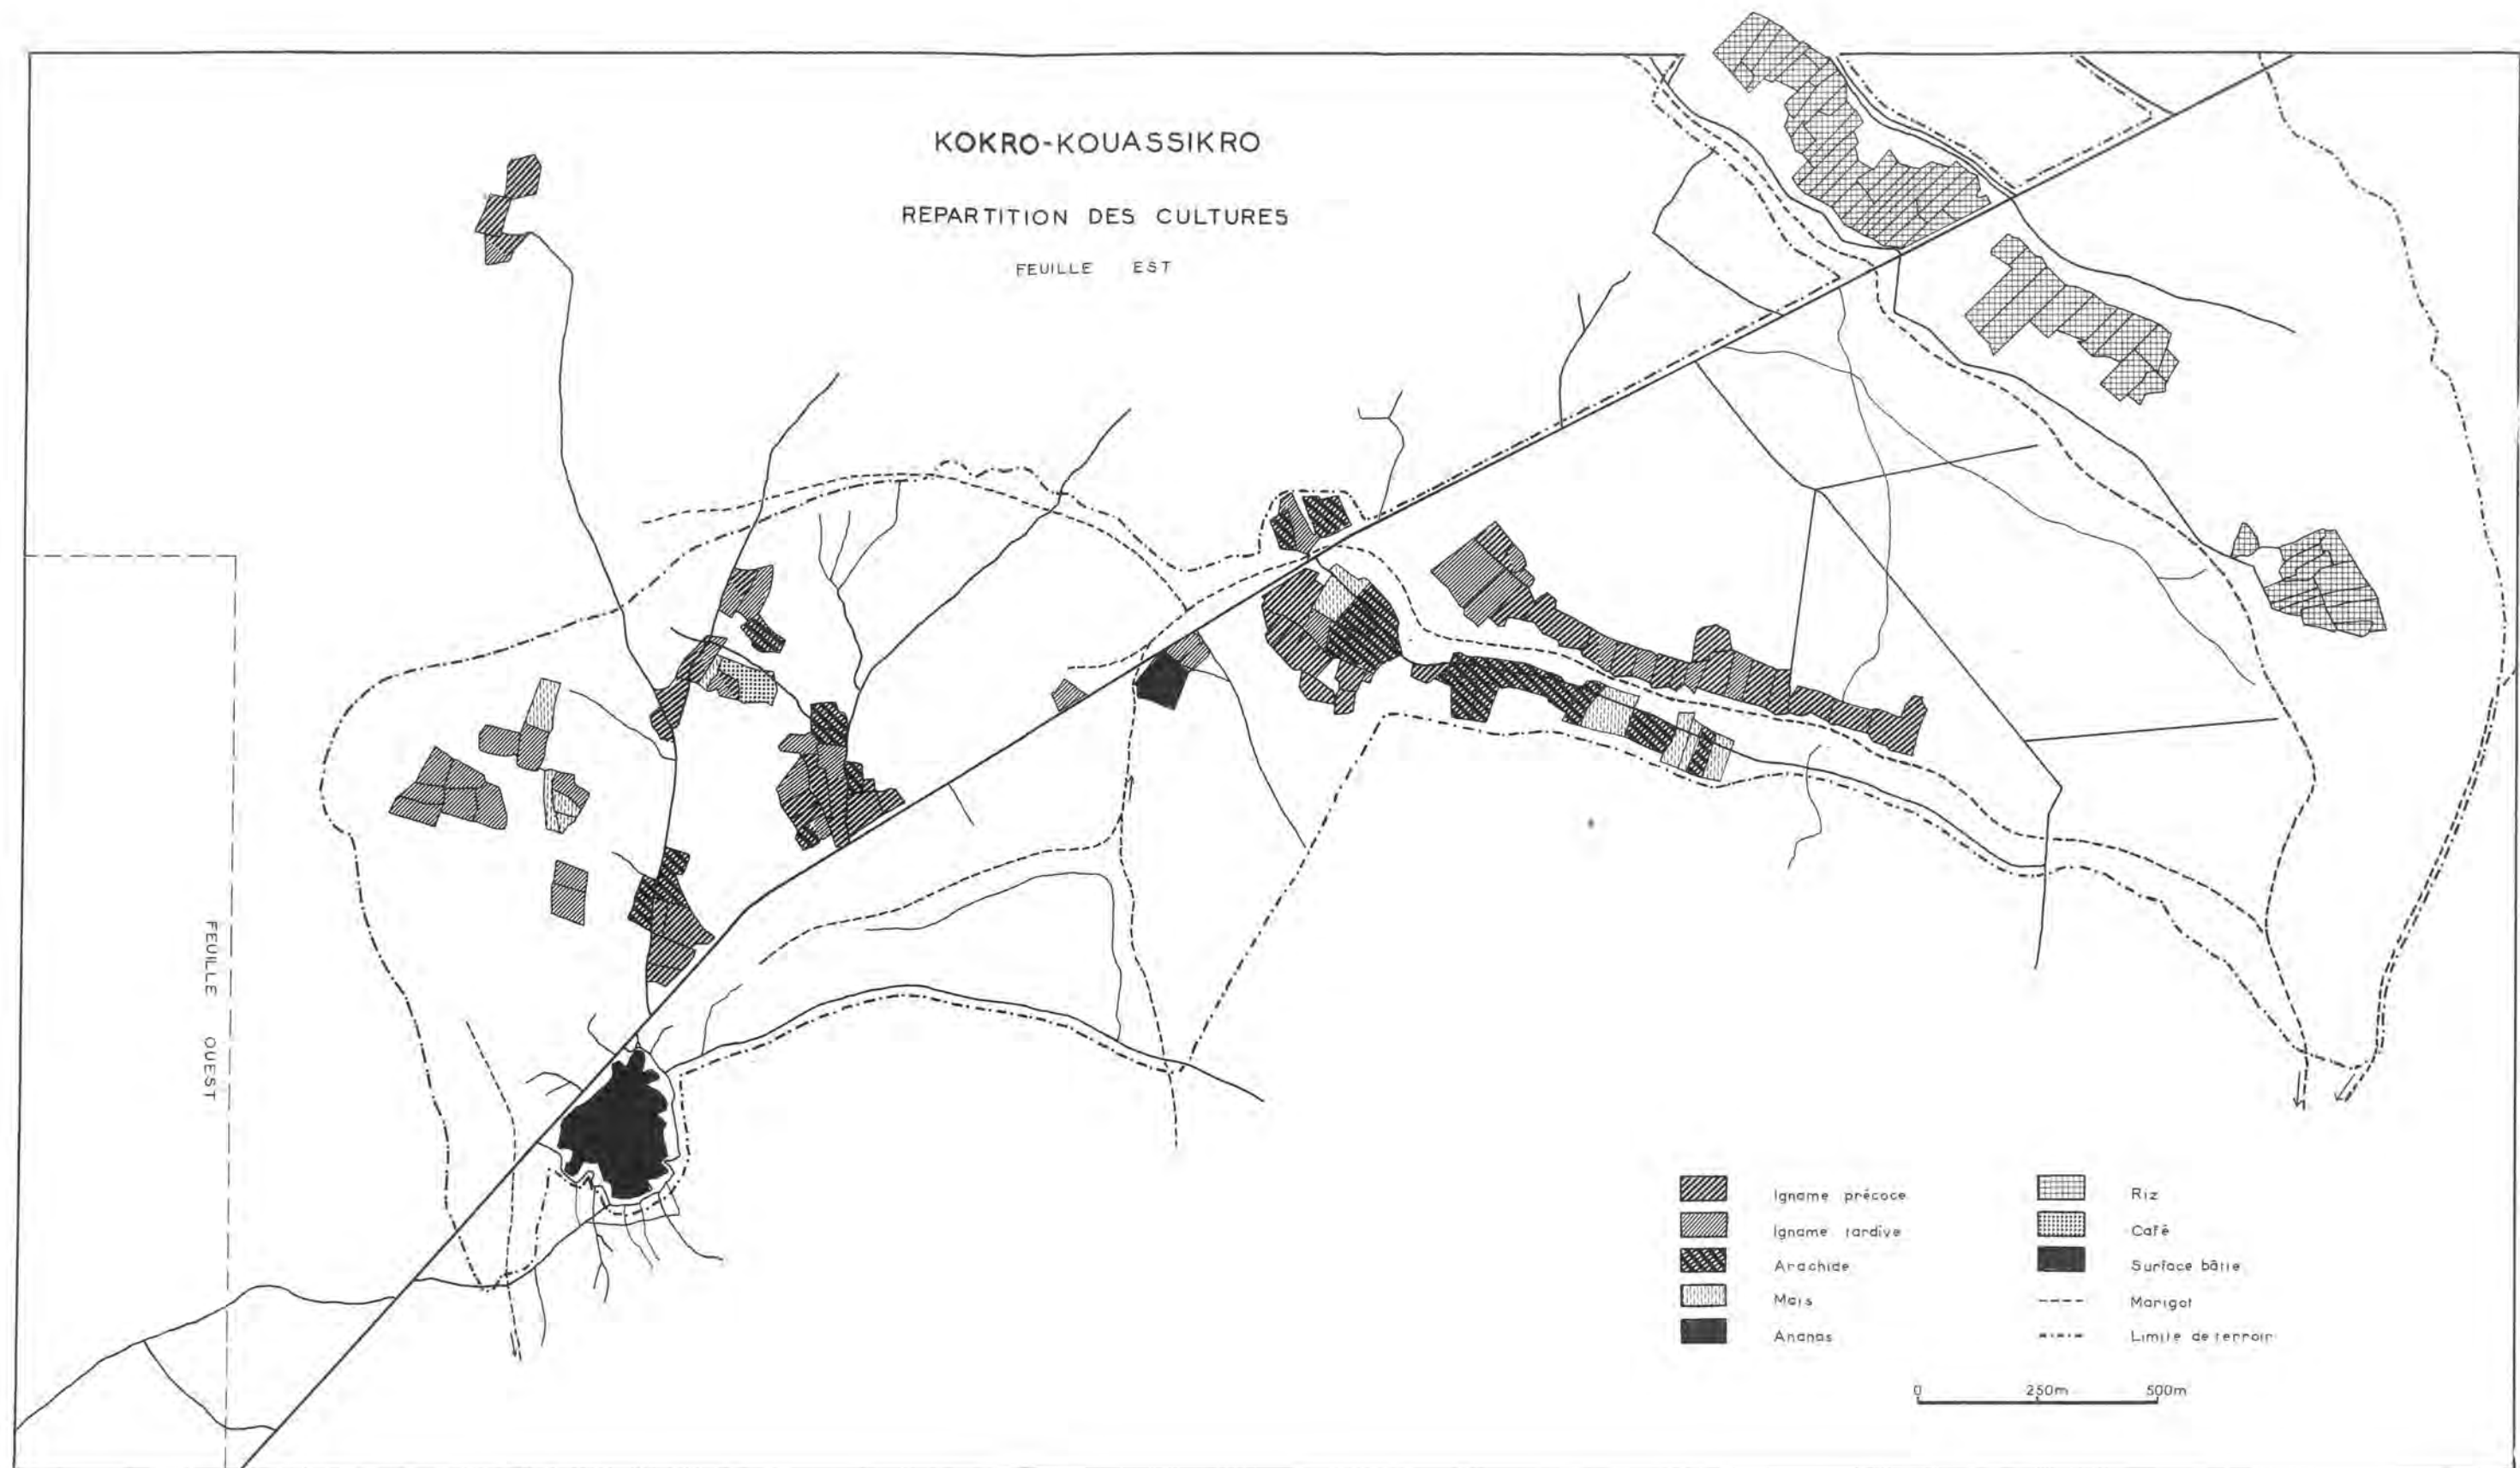 KOKRO-KOUASSIKRO
REPARTITION DES CULTURES
FEUILLE EST
FEUILLE OUEST
Igname précoce
Igname tardive
Arachide
Maïs
Ananas
Riz
Café
Surface bâtie
Marigot
Limite de terroir
0 250m 500m